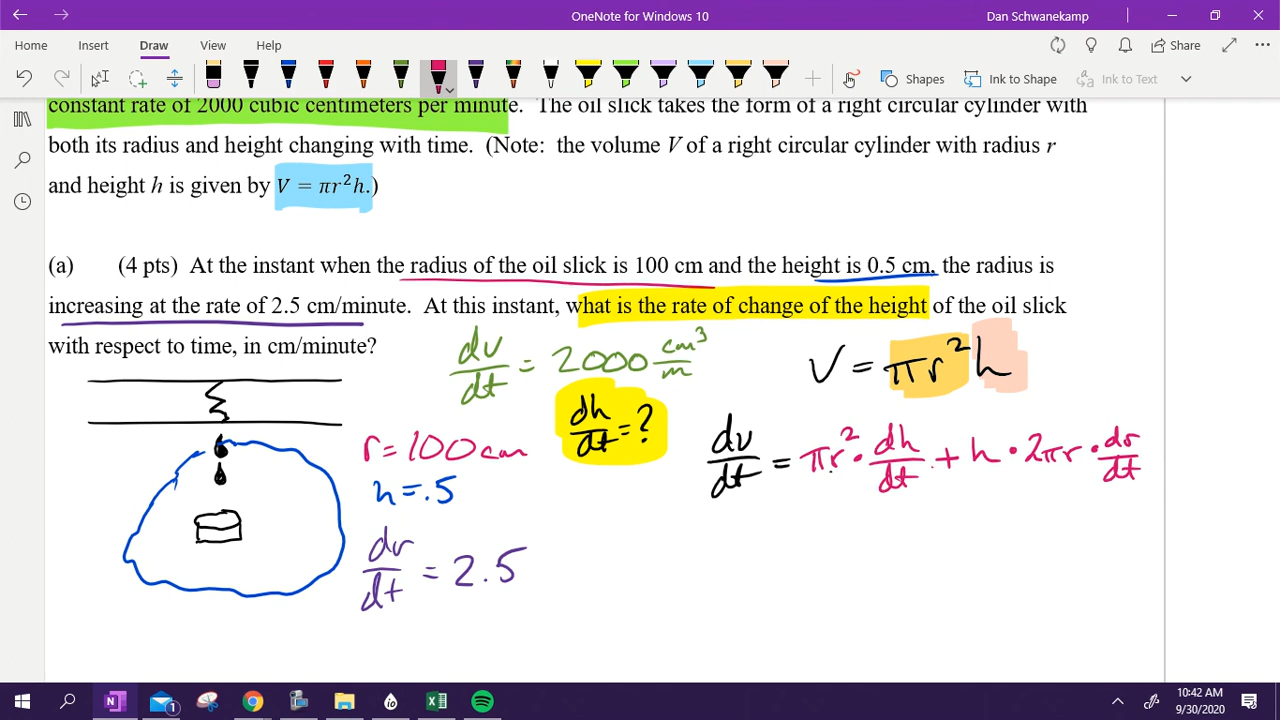 OneNote for Windows 10
Dan Schwanekamp
Home Insert Draw View Help
Share
Shapes Ink to Shape Ink to Text
constant rate of 2000 cubic centimeters per minute. The oil slick takes the form of a right circular cylinder with
both its radius and height changing with time. (Note: the volume V of a right circular cylinder with radius r
and height h is given by V = πr²h.)
(a) (4 pts) At the instant when the radius of the oil slick is 100 cm and the height is 0.5 cm, the radius is
increasing at the rate of 2.5 cm/minute. At this instant, what is the rate of change of the height of the oil slick
with respect to time, in cm/minute?
dv/dt = 2000 cm³/m
V = πr²h
dh/dt = ?
r = 100cm
dv/dt = πr² · dh/dt + h · 2πr · dr/dt
h = .5
dr/dt = 2.5
1
10:42 AM
9/30/2020